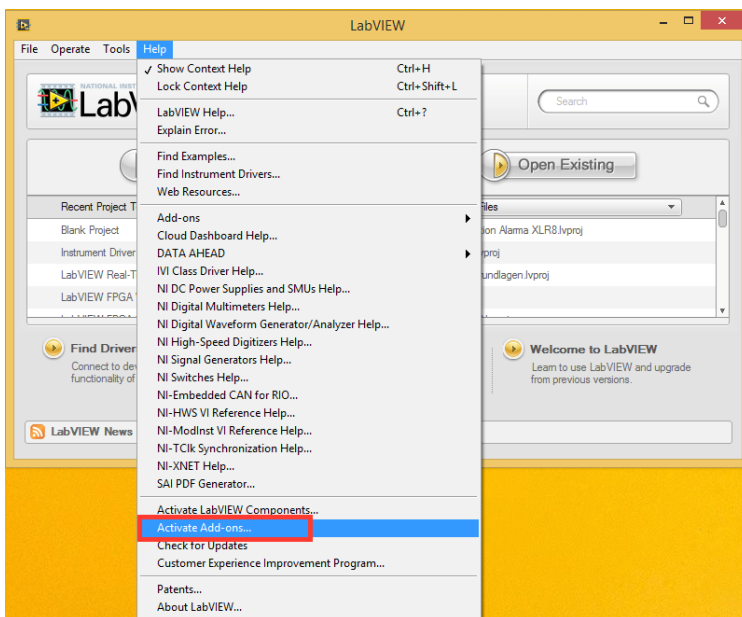 LabVIEW
File Operate Tools Help
Show Context Help Ctrl+H
Lock Context Help Ctrl+Shift+L
LabVIEW Help... Ctrl+?
Explain Error...
Find Examples...
Find Instrument Drivers...
Web Resources...
Add-ons
Cloud Dashboard Help...
DATA AHEAD
IVI Class Driver Help...
NI DC Power Supplies and SMUs Help...
NI Digital Multimeters Help...
NI Digital Waveform Generator/Analyzer Help...
NI High-Speed Digitizers Help...
NI Signal Generators Help...
NI Switches Help...
NI-Embedded CAN for RIO...
NI-HWS VI Reference Help...
NI-ModInst VI Reference Help...
NI-TClk Synchronization Help...
NI-XNET Help...
SAI PDF Generator...
Activate LabVIEW Components...
Activate Add-ons...
Check for Updates
Customer Experience Improvement Program...
Patents...
About LabVIEW...
NATIONAL INST
LabV
Search
Open Existing
Recent Project T
Blank Project
Instrument Driver
LabVIEW Real-T
LabVIEW FPGA
Files
ion Alarma XLR8.lvproj
vproj
undlagen.lvproj
Find Driver
Connect to dev
functionality of
Welcome to LabVIEW
Learn to use LabVIEW and upgrade
from previous versions.
LabVIEW News